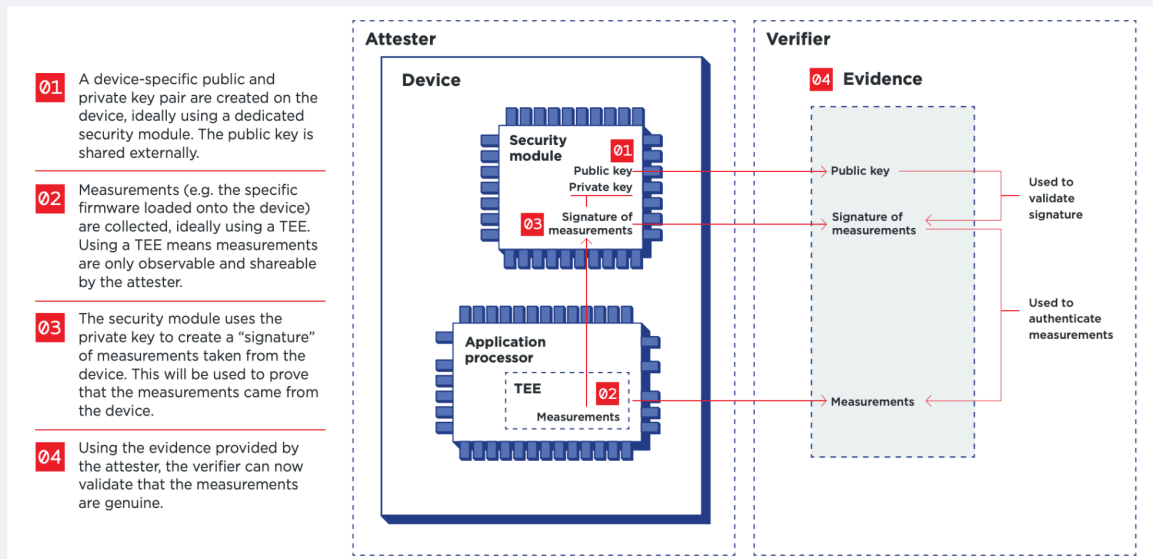 01
A device-specific public and
private key pair are created on the
device, ideally using a dedicated
security module. The public key is
shared externally.
02
Measurements (e.g. the specific
firmware loaded onto the device)
are collected, ideally using a TEE.
Using a TEE means measurements
are only observable and shareable
by the attester.
03
The security module uses the
private key to create a “signature”
of measurements taken from the
device. This will be used to prove
that the measurements came from
the device.
04
Using the evidence provided by
the attester, the verifier can now
validate that the measurements
are genuine.
Attester
Device
Security
module
01
Public key
Private key
03
Signature of
measurements
Application
processor
TEE
02
Measurements
Verifier
04 Evidence
Public key
Signature of
measurements
Measurements
Used to
validate
signature
Used to
authenticate
measurements